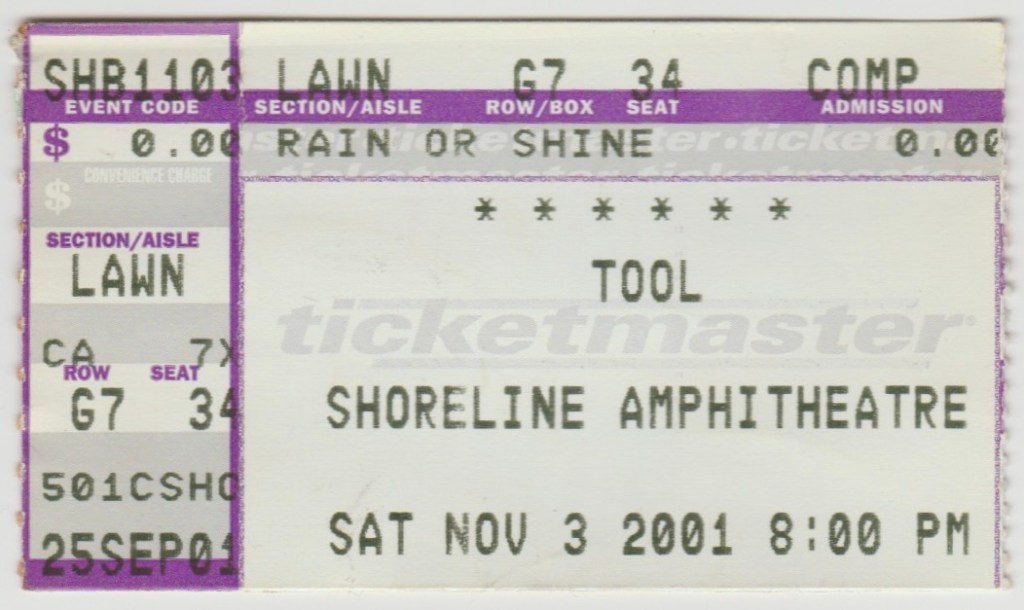 SHB1103 LAWN G7 34 COMP
EVENT CODE SECTION/AISLE ROW/BOX SEAT ADMISSION
$ 0.00 RAIN OR SHINE 0.00
$ CONVENIENCE CHARGE
* * * * * *
SECTION/AISLE
LAWN TOOL
ticketmaster
CA 7X
ROW SEAT
G7 34 SHORELINE AMPHITHEATRE
501CSHO
25SEP01 SAT NOV 3 2001 8:00 PM